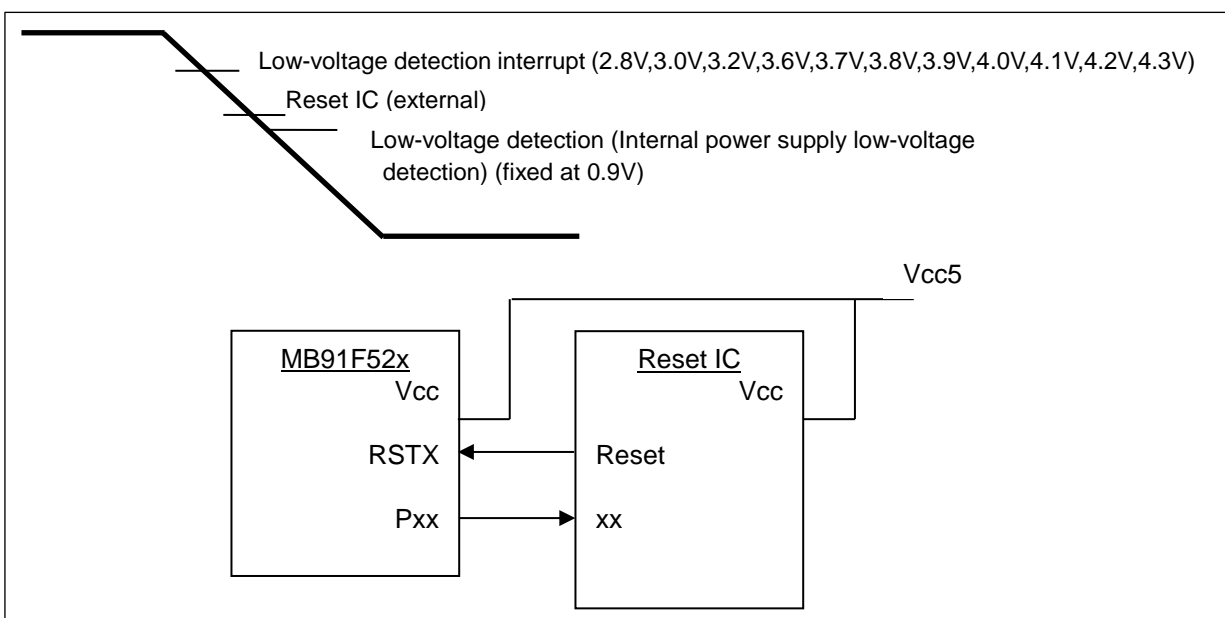 Low-voltage detection interrupt (2.8V,3.0V,3.2V,3.6V,3.7V,3.8V,3.9V,4.0V,4.1V,4.2V,4.3V)
Reset IC (external)
Low-voltage detection (Internal power supply low-voltage
detection) (fixed at 0.9V)
Vcc5
MB91F52x
Vcc
RSTX
Pxx
Reset IC
Vcc
Reset
xx